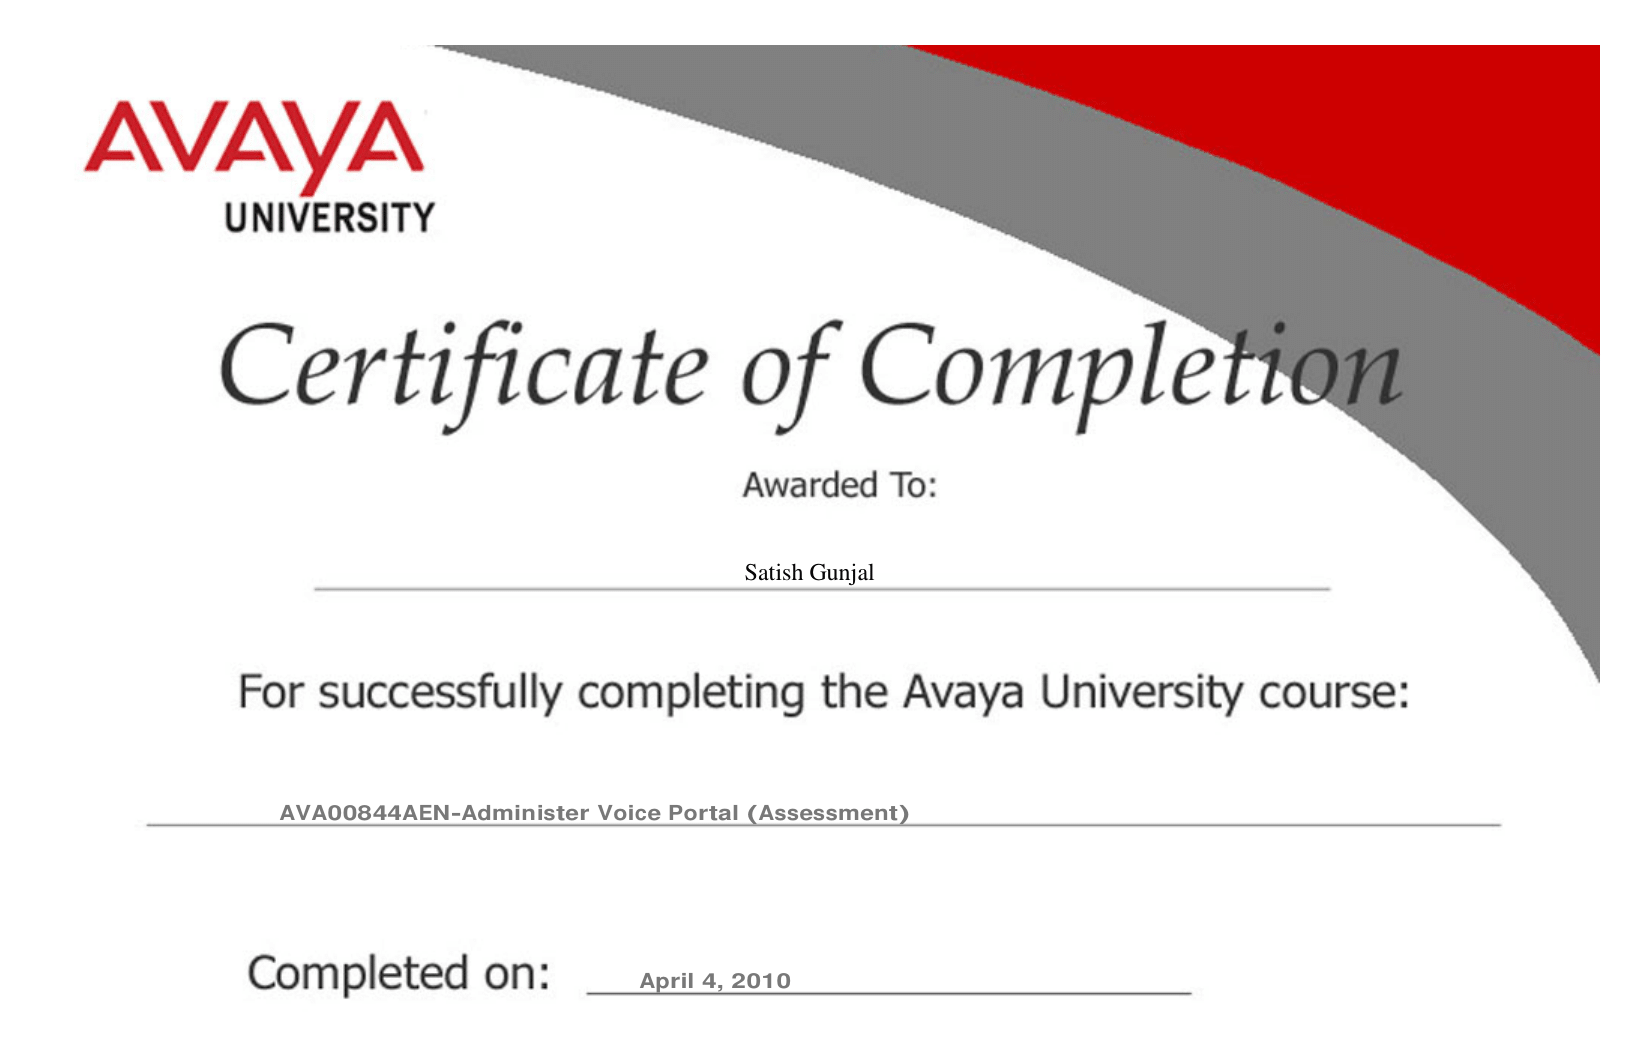 AVAYA
UNIVERSITY
Certificate of Completion
Awarded To:
Satish Gunjal
For successfully completing the Avaya University course:
AVA00844AEN-Administer Voice Portal (Assessment)
Completed on: April 4, 2010